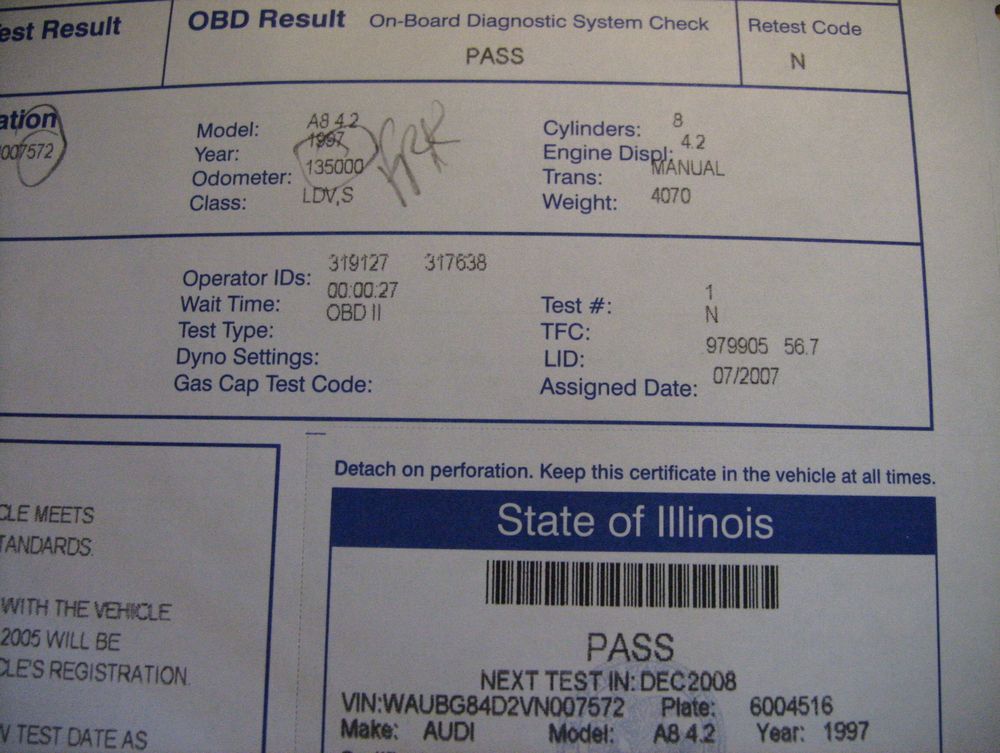 est Result
OBD Result On-Board Diagnostic System Check
PASS
Retest Code
N
ation
007572
Model: A8 4.2
Year: 1997
Odometer: 135000
Class: LDV,S
Cylinders: 8
Engine Displ: 4.2
Trans: MANUAL
Weight: 4070
Operator IDs: 319127 317638
Wait Time: 00:00:27
Test Type: OBD II
Dyno Settings:
Gas Cap Test Code:
Test #: 1
TFC: N
LID: 979905 56.7
Assigned Date: 07/2007
CLE MEETS
TANDARDS.
WITH THE VEHICLE
2005 WILL BE
CLE'S REGISTRATION
W TEST DATE AS
Detach on perforation. Keep this certificate in the vehicle at all times.
State of Illinois
PASS
NEXT TEST IN: DEC2008
VIN:WAUBG84D2VN007572 Plate: 6004516
Make: AUDI Model: A8 4.2 Year: 1997